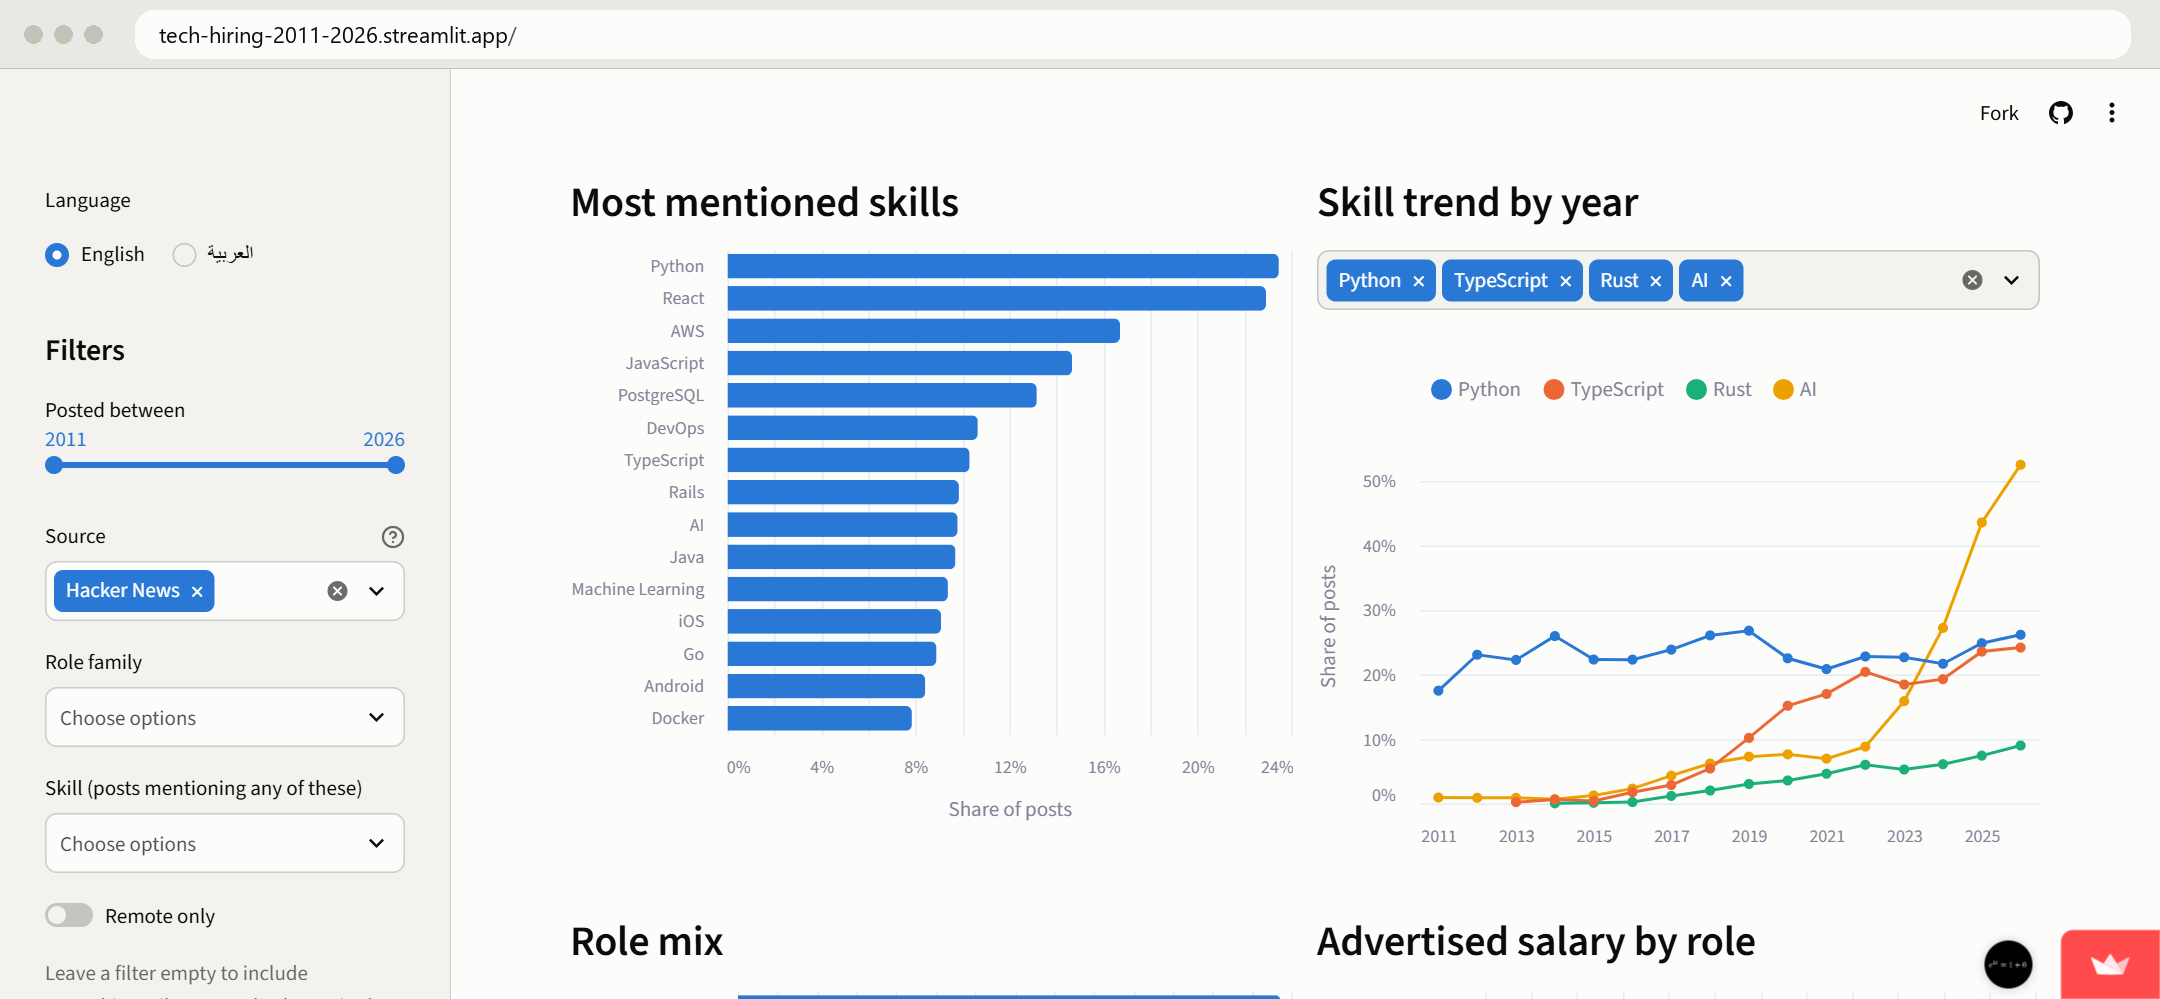 tech-hiring-2011-2026.streamlit.app/
Fork
Language
English
العربية
Filters
Posted between
2011 2026
Source
Hacker News
Role family
Choose options
Skill (posts mentioning any of these)
Choose options
Remote only
Leave a filter empty to include
Most mentioned skills
Python
React
AWS
JavaScript
PostgreSQL
DevOps
TypeScript
Rails
AI
Java
Machine Learning
iOS
Go
Android
Docker
0% 4% 8% 12% 16% 20% 24%
Share of posts
Skill trend by year
Python TypeScript Rust AI
Python TypeScript Rust AI
50%
40%
30%
20%
10%
0%
Share of posts
2011 2013 2015 2017 2019 2021 2023 2025
Role mix
Advertised salary by role